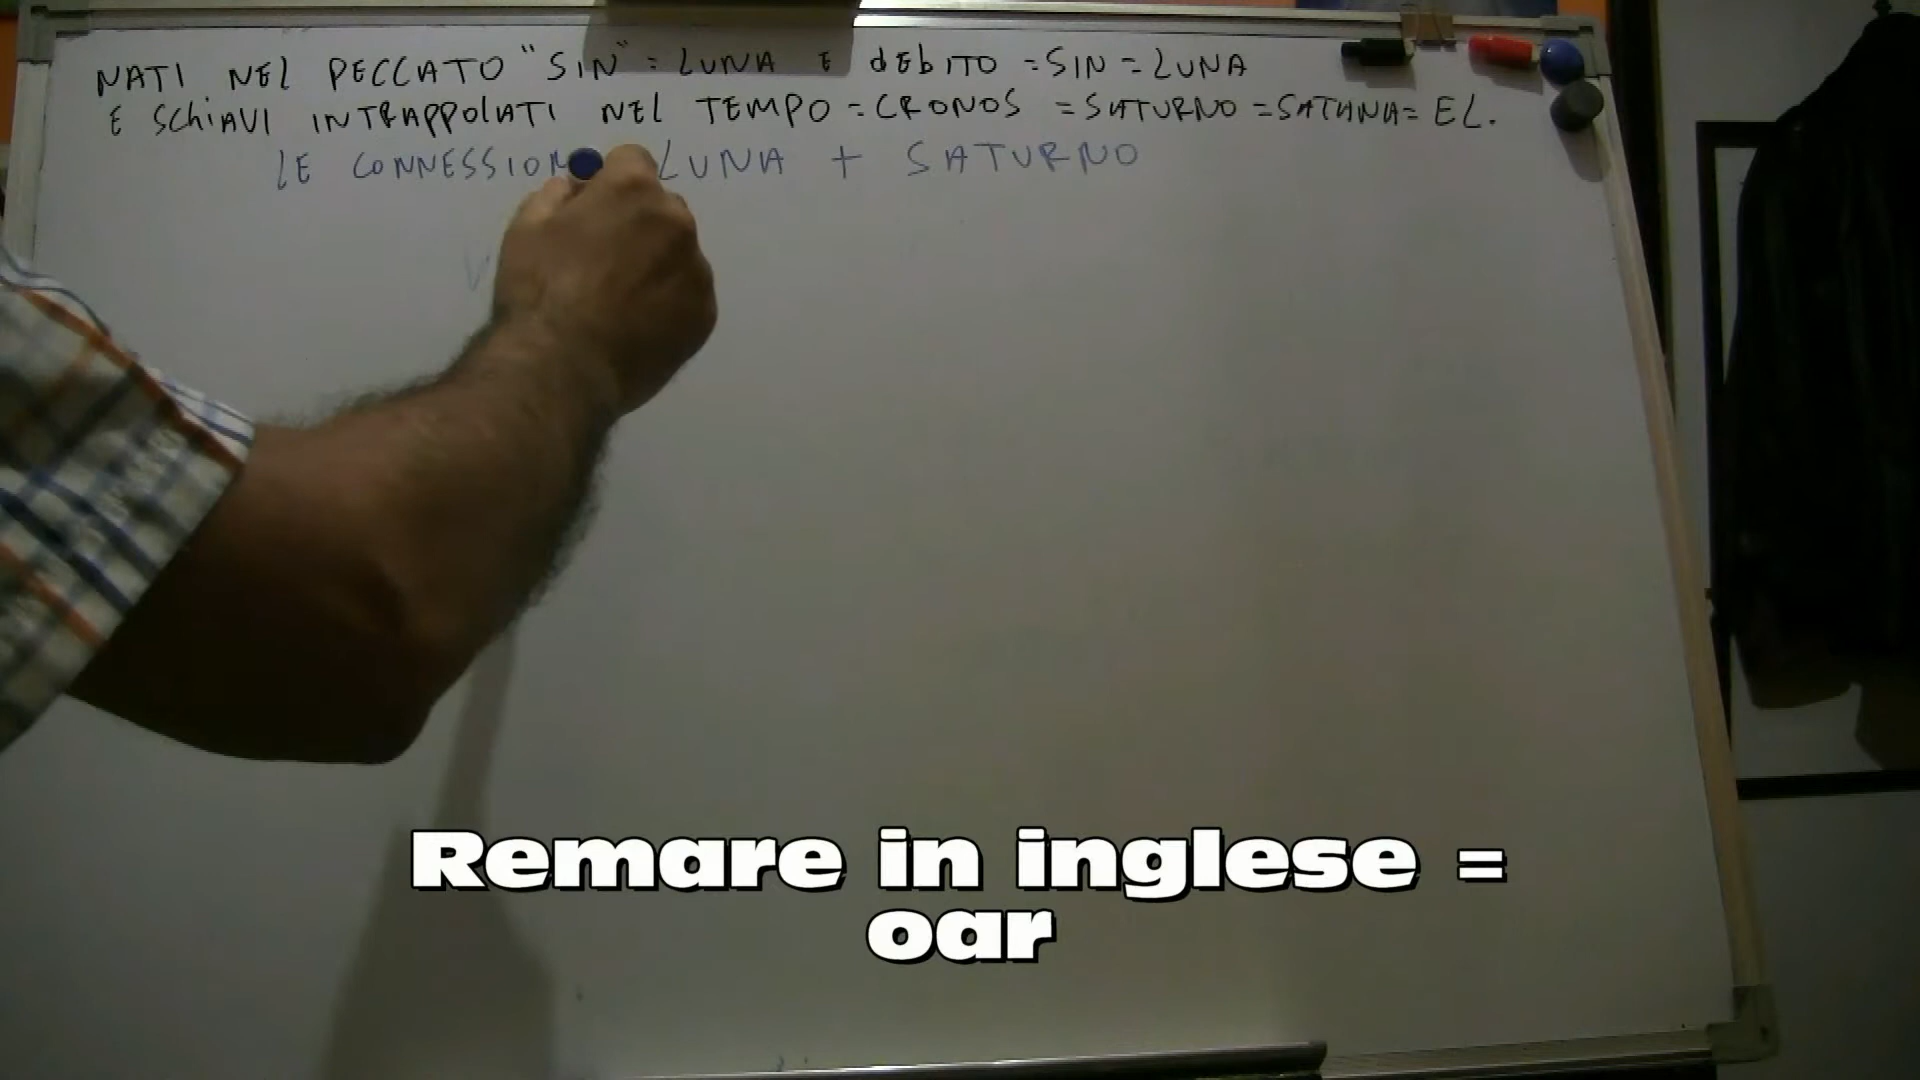 NATI NEL PECCATO "SIN" = LUNA E dEbITO = SIN = LUNA
E SChiAVI INTRAPPOlATI NEL TEMPO = CRONOS = SATURNO = SATANA = EL.
LE CONNESSION LUNA + SATURNO
Remare in inglese =
oar